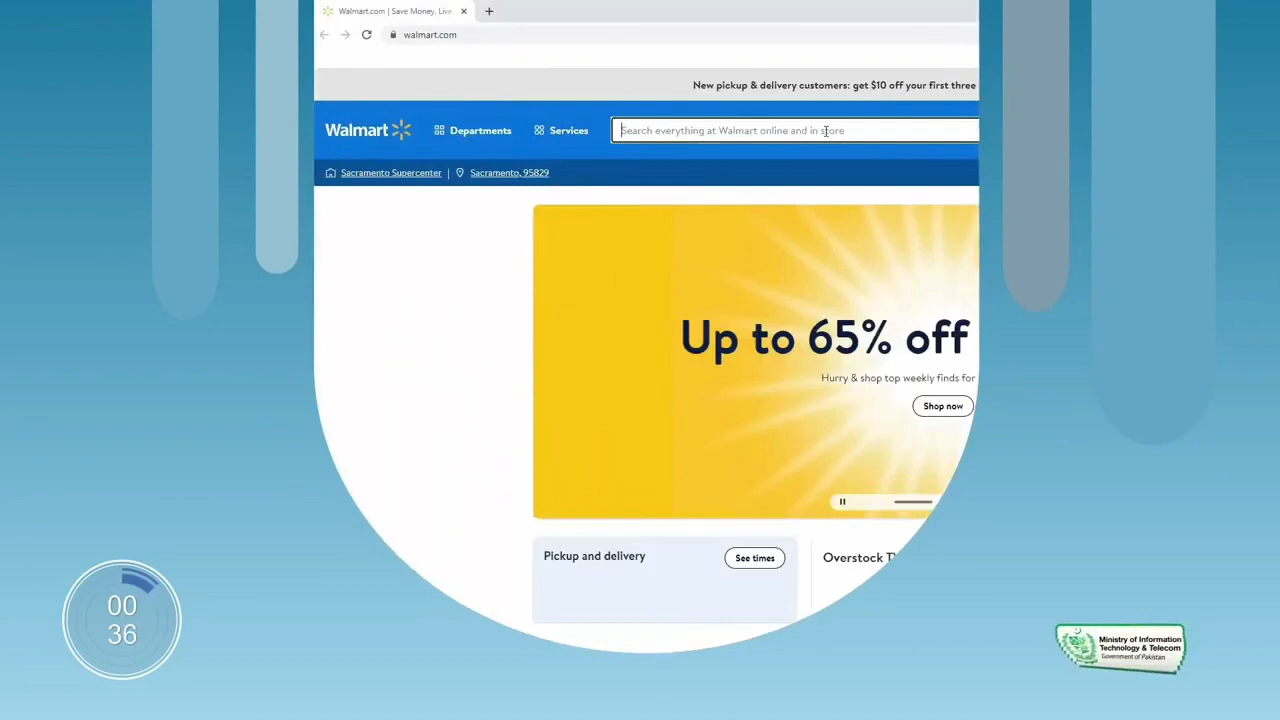 Walmart.com | Save Money. Live
walmart.com
New pickup & delivery customers: get $10 off your first three
Walmart
Departments
Services
Search everything at Walmart online and in store
Sacramento Supercenter
Sacramento, 95829
Up to 65% off
Hurry & shop top weekly finds for
Shop now
Pickup and delivery
See times
Overstock T
00
36
Ministry of Information
Technology & Telecom
Government of Pakistan